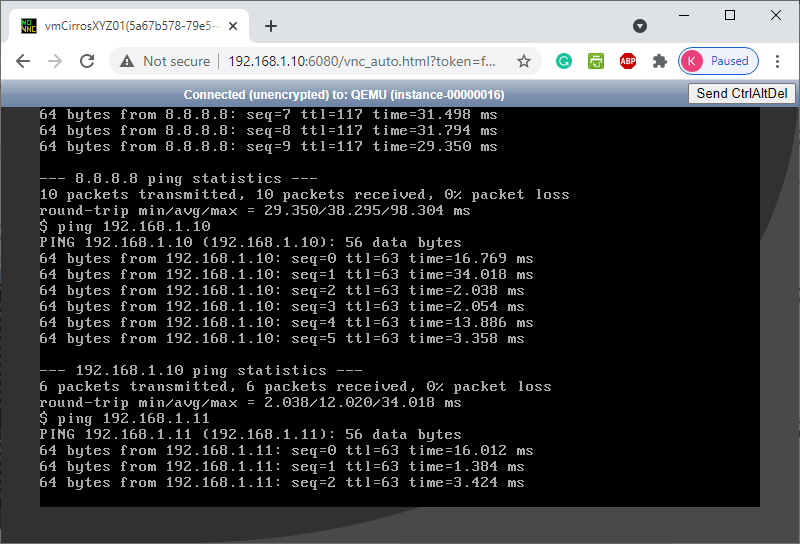 NO VNC
vmCirrosXYZ01(5a67b578-79e5-4
Not secure | 192.168.1.10:6080/vnc_auto.html?token=f... ABP K Paused
Connected (unencrypted) to: QEMU (instance-00000016)
Send CtrlAltDel
64 bytes from 8.8.8.8: seq=7 ttl=117 time=31.498 ms
64 bytes from 8.8.8.8: seq=8 ttl=117 time=31.794 ms
64 bytes from 8.8.8.8: seq=9 ttl=117 time=29.350 ms
--- 8.8.8.8 ping statistics ---
10 packets transmitted, 10 packets received, 0% packet loss
round-trip min/avg/max = 29.350/38.295/98.304 ms
$ ping 192.168.1.10
PING 192.168.1.10 (192.168.1.10): 56 data bytes
64 bytes from 192.168.1.10: seq=0 ttl=63 time=16.769 ms
64 bytes from 192.168.1.10: seq=1 ttl=63 time=34.018 ms
64 bytes from 192.168.1.10: seq=2 ttl=63 time=2.038 ms
64 bytes from 192.168.1.10: seq=3 ttl=63 time=2.054 ms
64 bytes from 192.168.1.10: seq=4 ttl=63 time=13.886 ms
64 bytes from 192.168.1.10: seq=5 ttl=63 time=3.358 ms
--- 192.168.1.10 ping statistics ---
6 packets transmitted, 6 packets received, 0% packet loss
round-trip min/avg/max = 2.038/12.020/34.018 ms
$ ping 192.168.1.11
PING 192.168.1.11 (192.168.1.11): 56 data bytes
64 bytes from 192.168.1.11: seq=0 ttl=63 time=16.012 ms
64 bytes from 192.168.1.11: seq=1 ttl=63 time=1.384 ms
64 bytes from 192.168.1.11: seq=2 ttl=63 time=3.424 ms